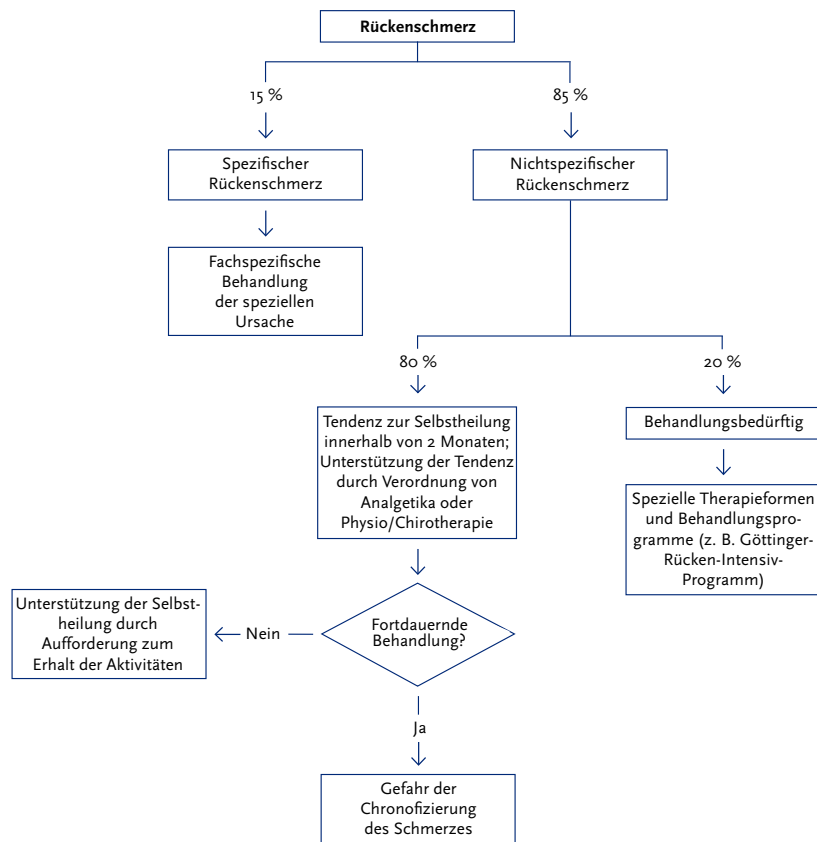 Rückenschmerz
15 %
85 %
Spezifischer
Rückenschmerz
Nichtspezifischer
Rückenschmerz
Fachspezifische
Behandlung
der speziellen
Ursache
80 %
20 %
Tendenz zur Selbstheilung
innerhalb von 2 Monaten;
Unterstützung der Tendenz
durch Verordnung von
Analgetika oder
Physio/Chirotherapie
Behandlungsbedürftig
Spezielle Therapieformen
und Behandlungspro-
gramme (z. B. Göttinger-
Rücken-Intensiv-
Programm)
Fortdauernde
Behandlung?
Nein
Unterstützung der Selbst-
heilung durch
Aufforderung zum
Erhalt der Aktivitäten
Ja
Gefahr der
Chronofizierung
des Schmerzes